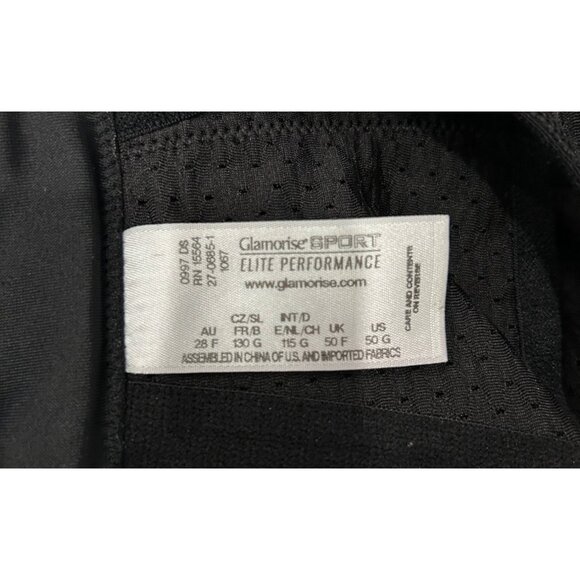 Glamorise® SPORT
ELITE PERFORMANCE
www.glamorise.com
CZ/SL INT/D
AU FR/B E/NL/CH UK US
28 F 130 G 115 G 50 F 50 G
ASSEMBLED IN CHINA OF U.S. AND IMPORTED FABRICS
0997 DS
RN 15564
27-0685-1
1067
CARE AND CONTENTS
ON REVERSE